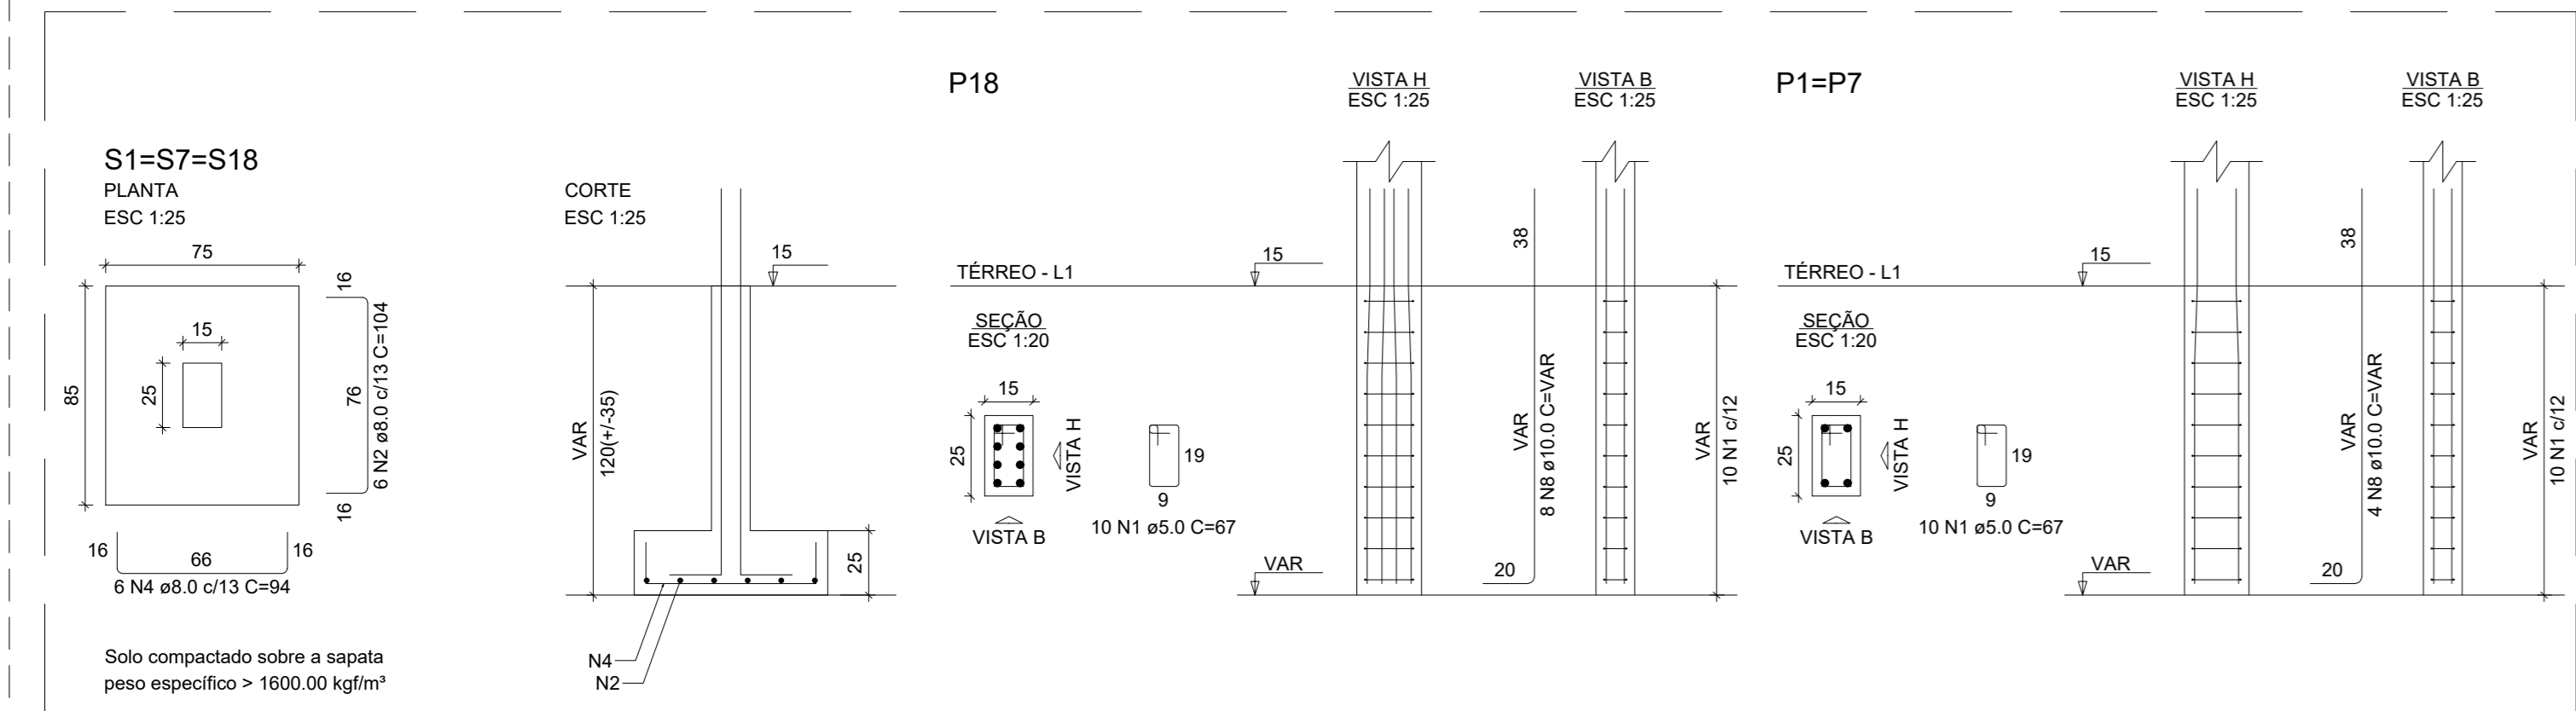 S1=S7=S18
PLANTA
ESC 1:25
75
15
25
85
16
76
16
6 N2 ø8.0 c/13 C=104
16
66
16
6 N4 ø8.0 c/13 C=94
Solo compactado sobre a sapata
peso específico > 1600.00 kgf/m³
CORTE
ESC 1:25
15
VAR
120(+/-35)
25
N4
N2
P18
VISTA H
ESC 1:25
VISTA B
ESC 1:25
TÉRREO - L1
15
SEÇÃO
ESC 1:20
15
25
VISTA H
VISTA B
19
9
10 N1 ø5.0 C=67
VAR
38
VAR
8 N8 ø10.0 C=VAR
20
VAR
10 N1 c/12
P1=P7
VISTA H
ESC 1:25
VISTA B
ESC 1:25
TÉRREO - L1
15
SEÇÃO
ESC 1:20
15
25
VISTA H
VISTA B
19
9
10 N1 ø5.0 C=67
VAR
38
VAR
4 N8 ø10.0 C=VAR
20
VAR
10 N1 c/12